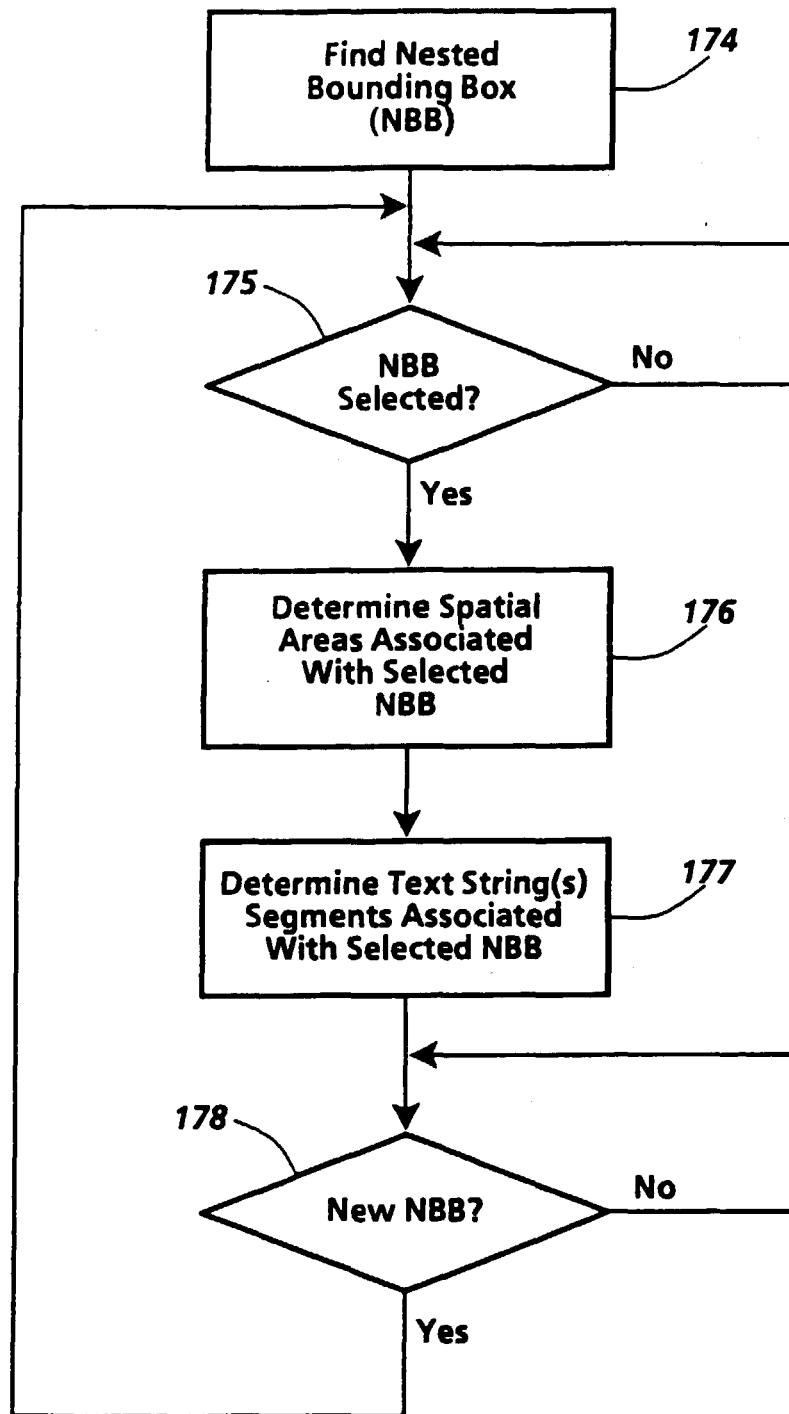 Find Nested
Bounding Box
(NBB)
174
175
NBB
Selected?
No
Yes
Determine Spatial
Areas Associated
With Selected
NBB
176
Determine Text String(s)
Segments Associated
With Selected NBB
177
178
New NBB?
No
Yes